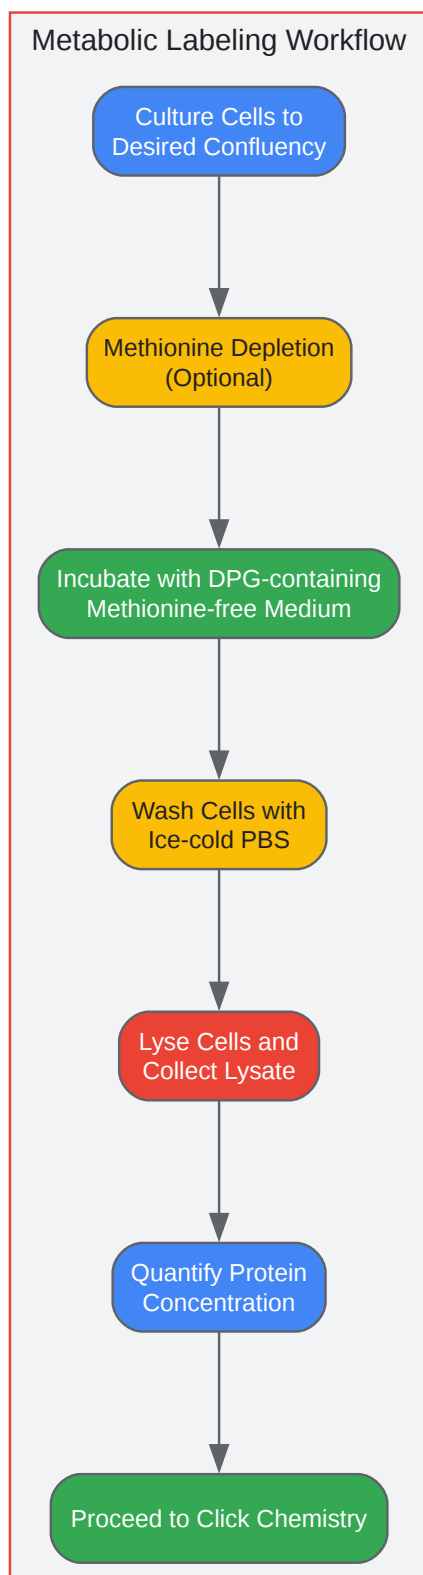 Metabolic Labeling Workflow
Culture Cells to
Desired Confluency
Methionine Depletion
(Optional)
Incubate with DPG-containing
Methionine-free Medium
Wash Cells with
Ice-cold PBS
Lyse Cells and
Collect Lysate
Quantify Protein
Concentration
Proceed to Click Chemistry